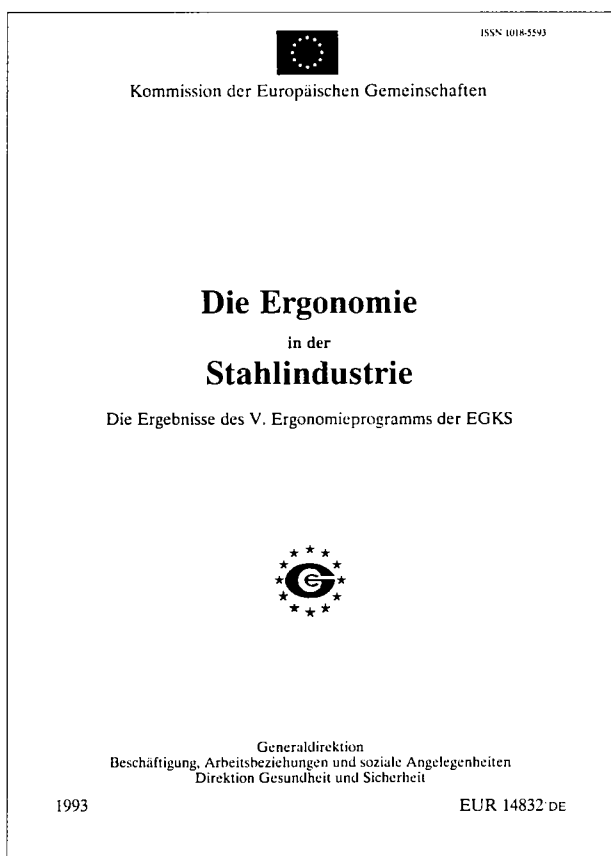 ISSN 1018-5593
Kommission der Europäischen Gemeinschaften
Die Ergonomie
in der
Stahlindustrie
Die Ergebnisse des V. Ergonomieprogramms der EGKS
Generaldirektion
Beschäftigung, Arbeitsbeziehungen und soziale Angelegenheiten
Direktion Gesundheit und Sicherheit
1993
EUR 14832 DE